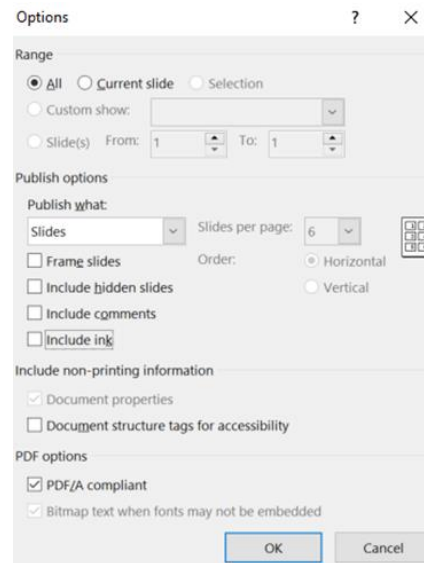 Options ? ✕
Range
All Current slide Selection
Custom show:
Slide(s) From: 1 To: 1
Publish options
Publish what:
Slides Slides per page: 6
Frame slides Order: Horizontal
Include hidden slides Vertical
Include comments
Include ink
Include non-printing information
Document properties
Document structure tags for accessibility
PDF options
PDF/A compliant
Bitmap text when fonts may not be embedded
OK Cancel